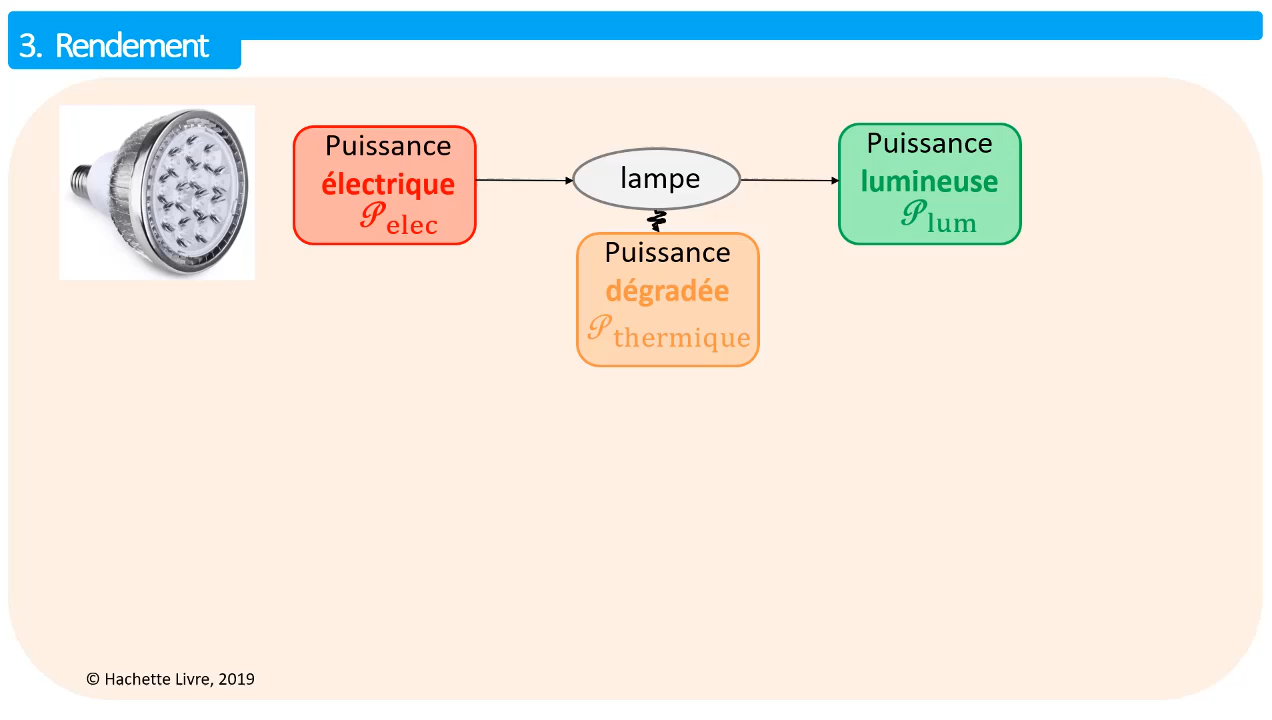 3. Rendement
Puissance
électrique
𝒫elec
lampe
Puissance
lumineuse
𝒫lum
Puissance
dégradée
𝒫thermique
© Hachette Livre, 2019